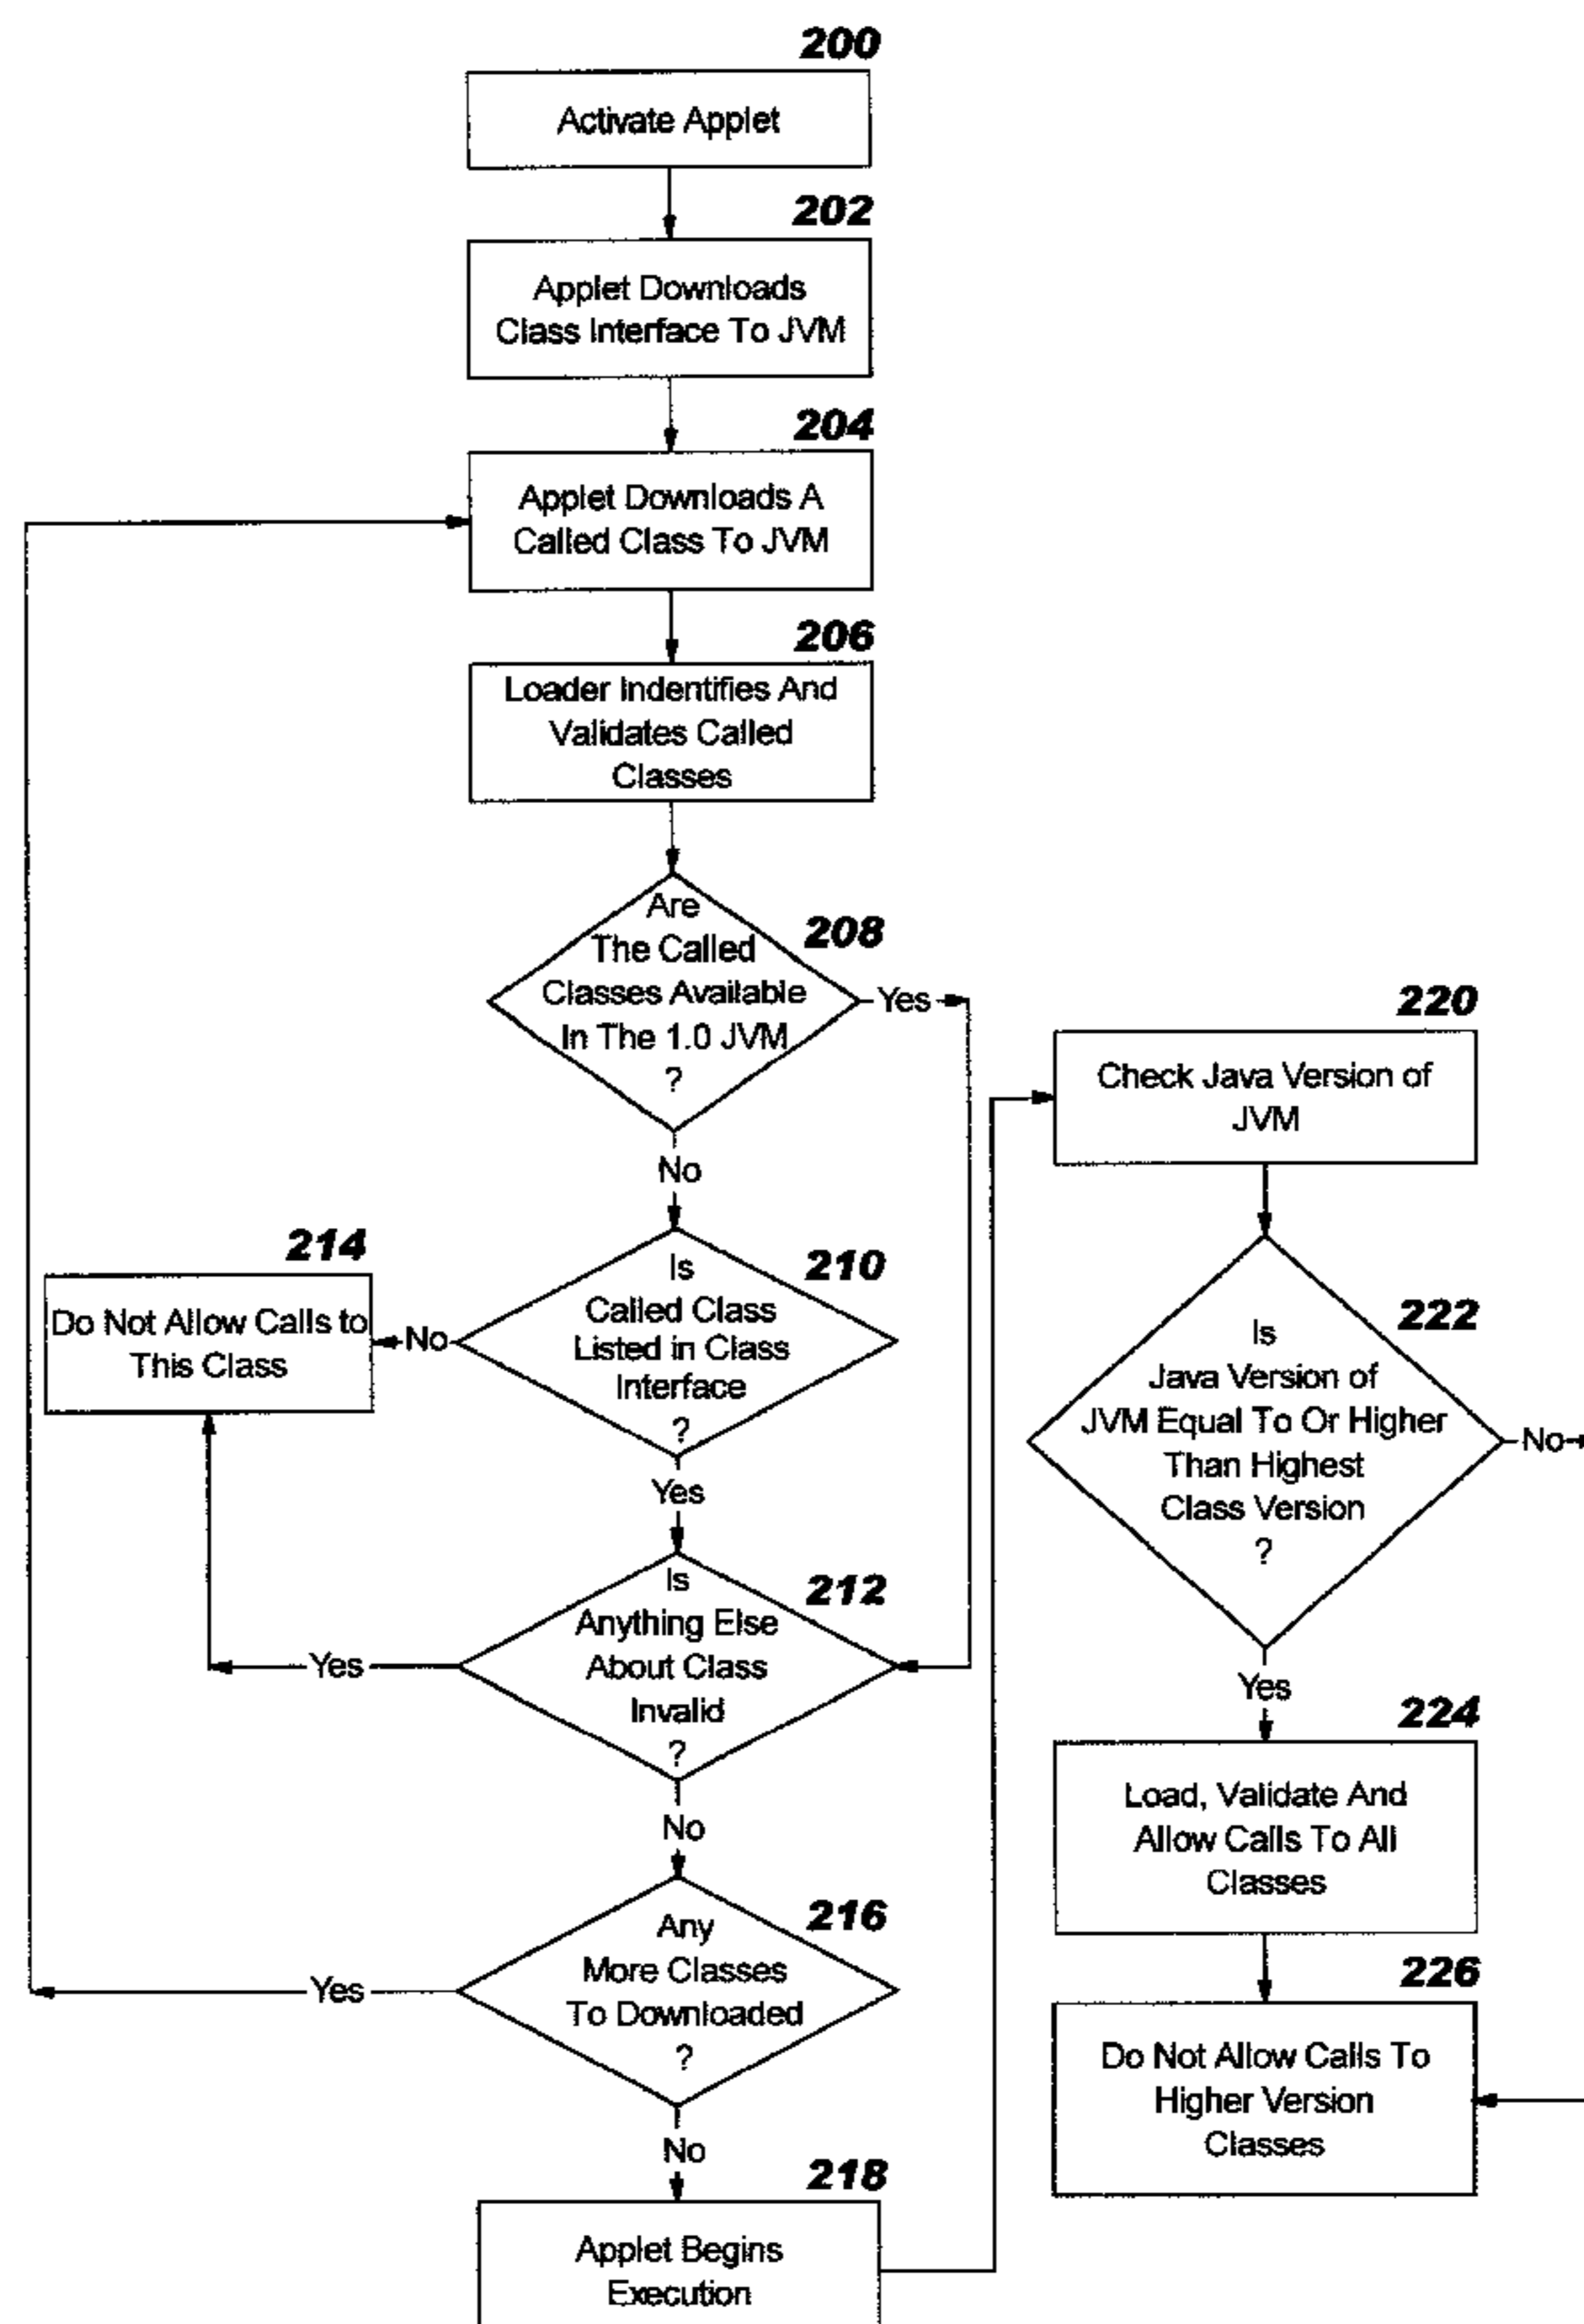 200
Activate Applet
202
Applet Downloads
Class Interface To JVM
204
Applet Downloads A
Called Class To JVM
206
Loader Indentifies And
Validates Called
Classes
208
Are
The Called
Classes Available
In The 1.0 JVM
?
Yes
No
210
Is
Called Class
Listed in Class
Interface
?
No
214
Do Not Allow Calls to
This Class
Yes
212
Is
Anything Else
About Class
Invalid
?
Yes
No
216
Any
More Classes
To Downloaded
?
Yes
No
218
Applet Begins
Execution
220
Check Java Version of
JVM
222
Is
Java Version of
JVM Equal To Or Higher
Than Highest
Class Version
?
No
Yes
224
Load, Validate And
Allow Calls To All
Classes
226
Do Not Allow Calls To
Higher Version
Classes